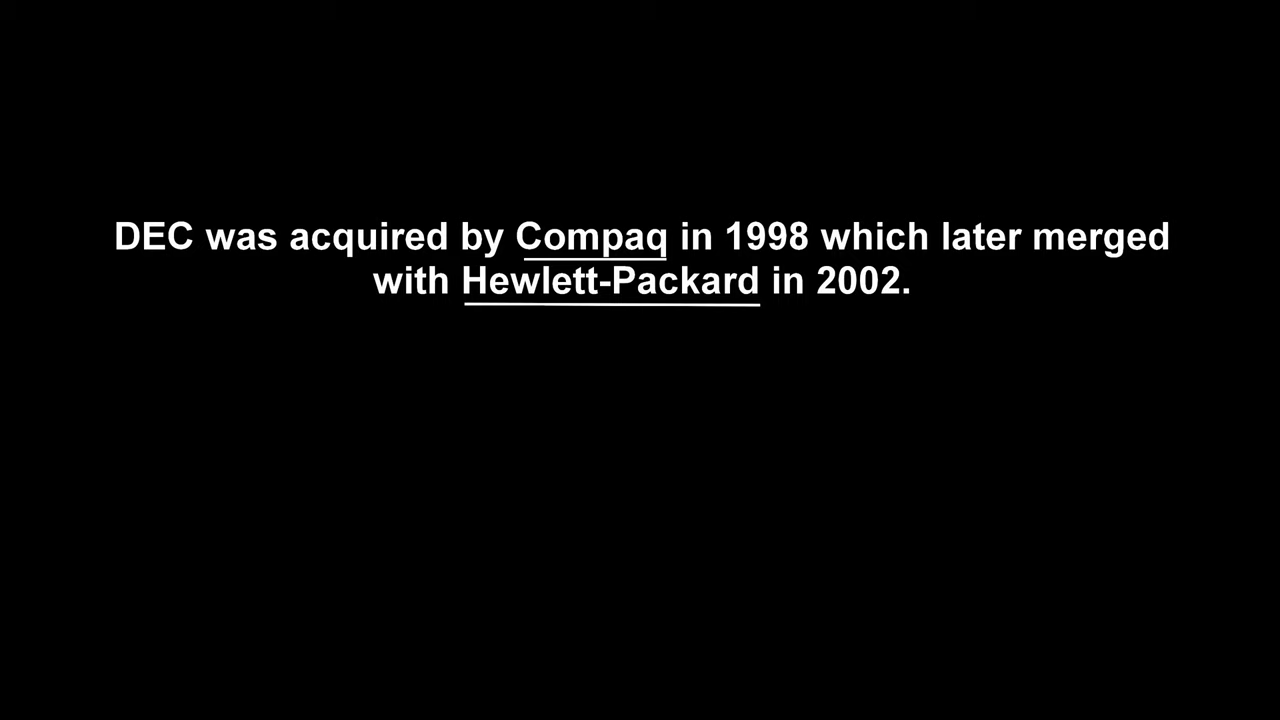 DEC was acquired by Compaq in 1998 which later merged
with Hewlett-Packard in 2002.